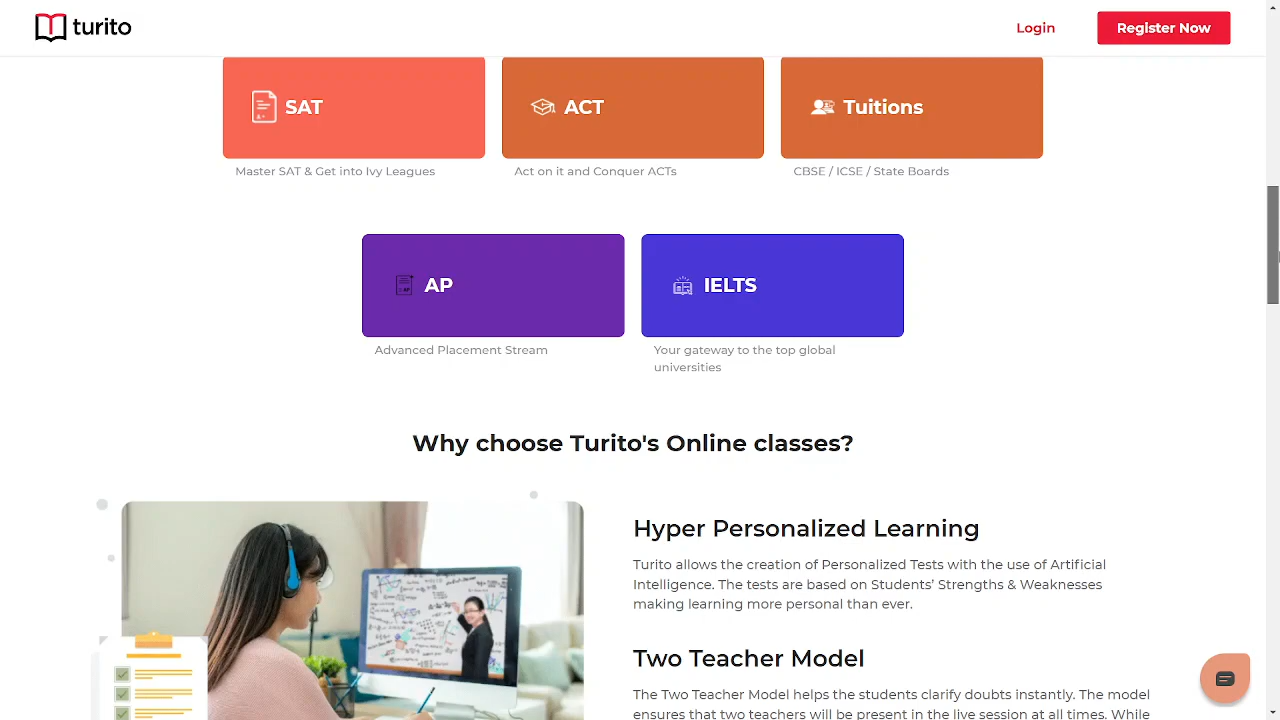 turito
Login
Register Now
SAT
ACT
Tuitions
Master SAT & Get into Ivy Leagues
Act on it and Conquer ACTs
CBSE / ICSE / State Boards
AP
IELTS
Advanced Placement Stream
Your gateway to the top global
universities
Why choose Turito's Online classes?
Hyper Personalized Learning
Turito allows the creation of Personalized Tests with the use of Artificial
Intelligence. The tests are based on Students’ Strengths & Weaknesses
making learning more personal than ever.
Two Teacher Model
The Two Teacher Model helps the students clarify doubts instantly. The model
ensures that two teachers will be present in the live session at all times. While